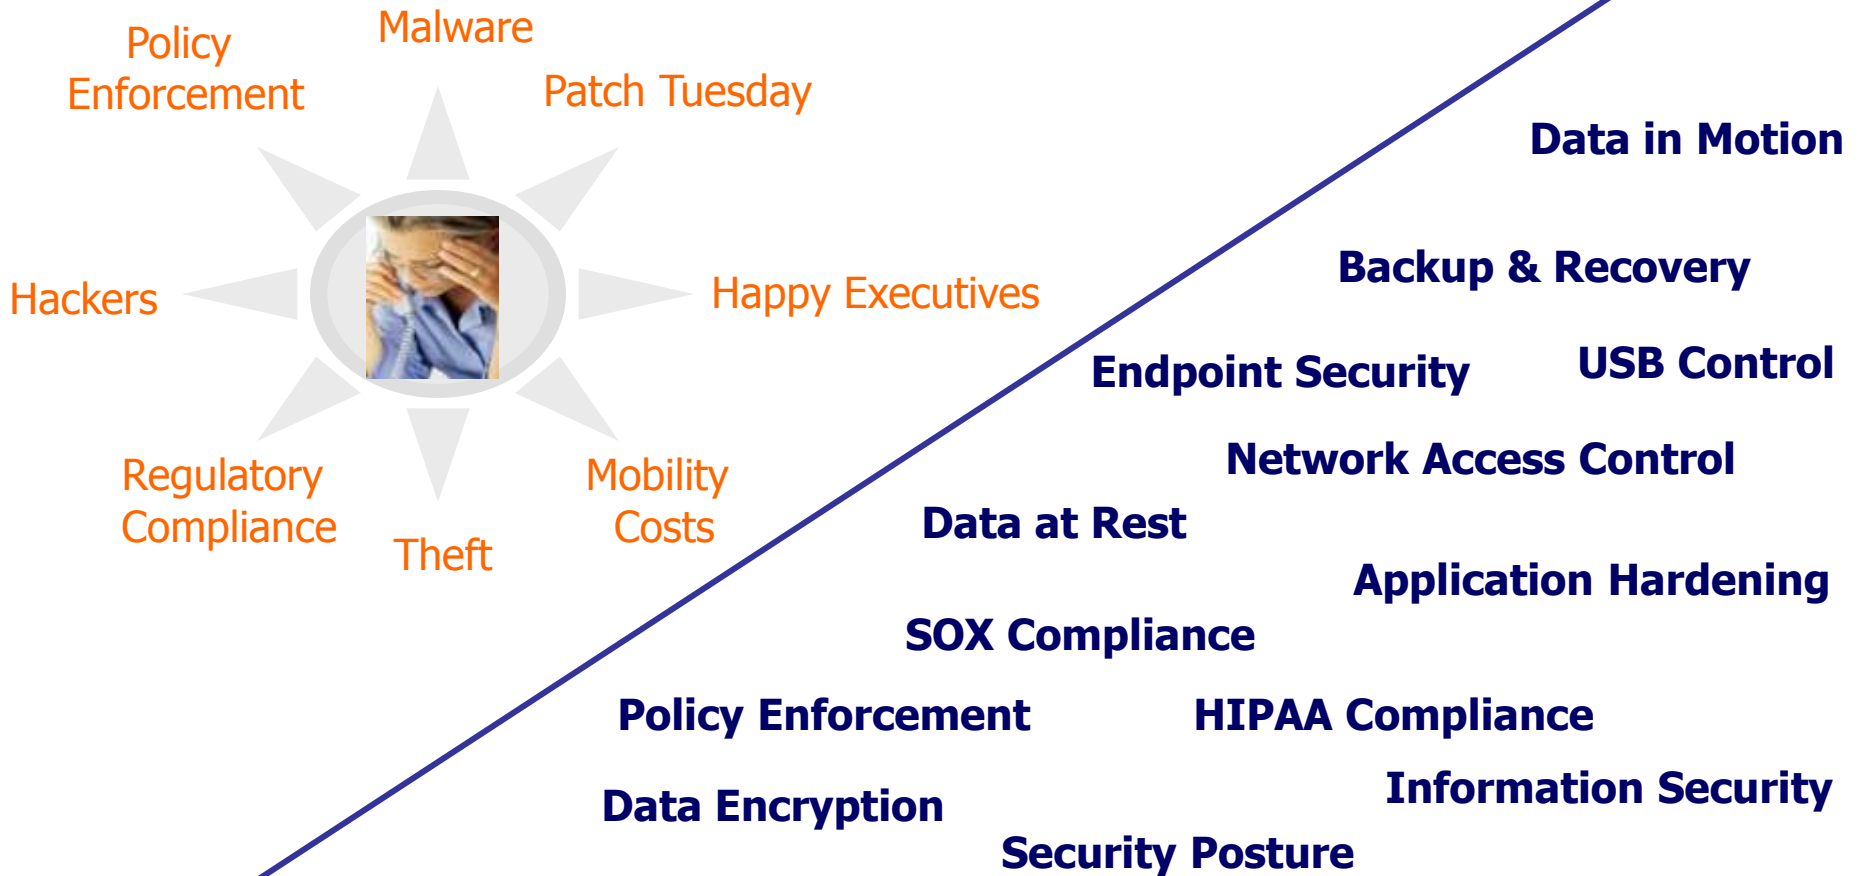 Malware
Policy
Enforcement
Patch Tuesday
Hackers
Happy Executives
Regulatory
Compliance
Mobility
Costs
Theft
Data in Motion
Backup & Recovery
Endpoint Security
USB Control
Network Access Control
Data at Rest
Application Hardening
SOX Compliance
Policy Enforcement
HIPAA Compliance
Information Security
Data Encryption
Security Posture